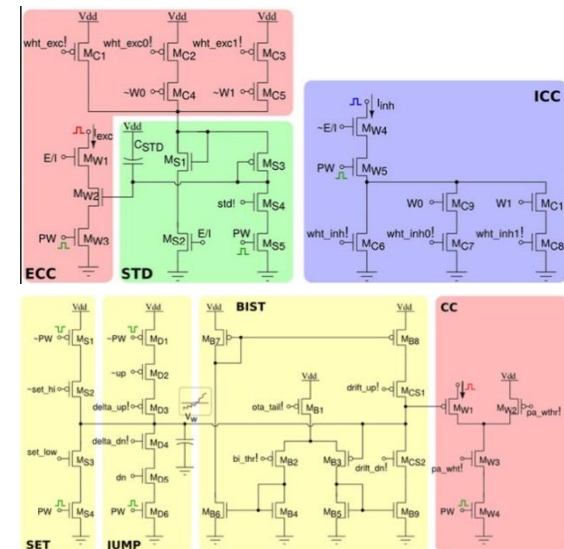 Vdd Vdd Vdd
wht_exc! MC1 wht_exc0! MC2 wht_exc1! MC3
~W0 MC4 ~W1 MC5
Iexc
E/I MW1
MW2
PW MW3
ECC
Vdd
CSTD
MS1 MS3
std! MS4
MS2 E/I PW MS5
STD
ICC
Iinh
~E/I MW4
PW MW5
W0 MC9 W1 MC1
wht_inh! MC6 wht_inh0! MC7 wht_inh1! MC8
Vdd Vdd Vdd BIST Vdd CC
~PW MS1 ~PW MD1 MB7 MB8
~up MD2 Vdd Vdd
~set_hi MS2 drift_up! MCS1
delta_up! MD3 ota_tail! MB1 MW1 MW2 pa_wthr!
Vw
set_low MS3 delta_dn! MD4 bi_thr! MB2 MB3 drift_dn! MCS2 pa_wht! MW3
dn MD5
PW MS4 PW MD6 MB6 MB4 MB5 MB9 PW MW4
SET JUMP